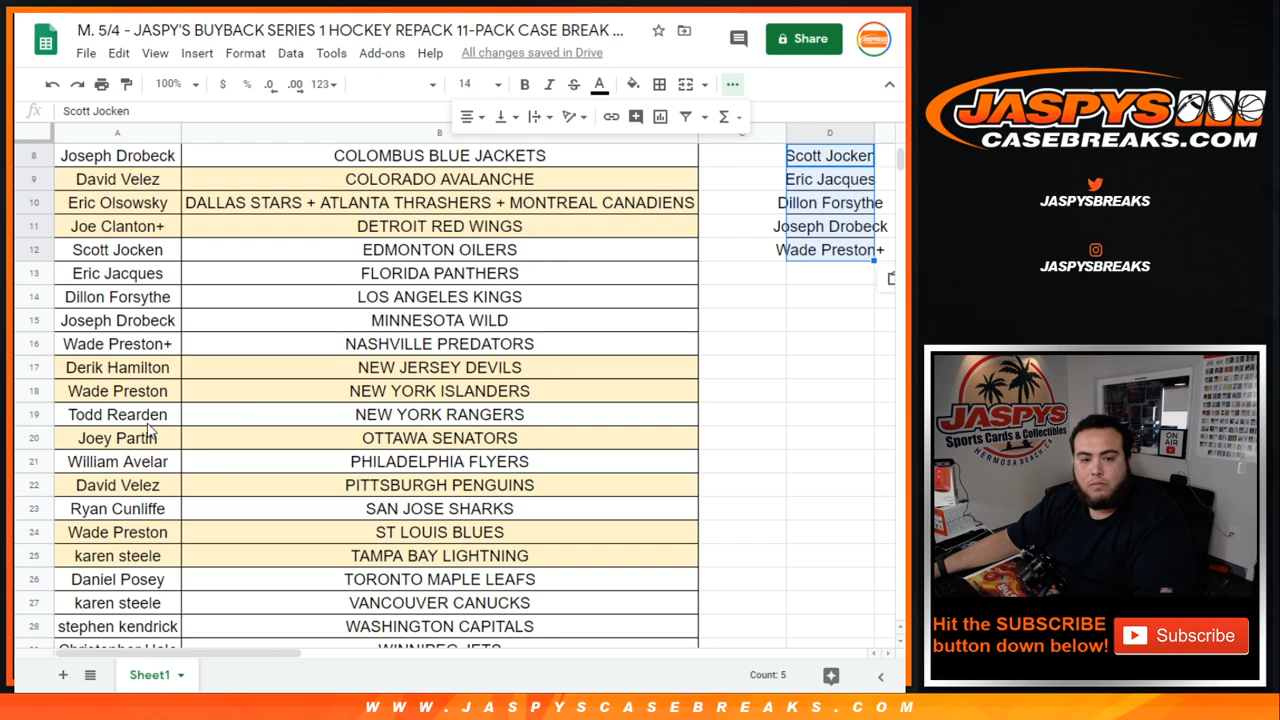 M. 5/4 - JASPY'S BUYBACK SERIES 1 HOCKEY REPACK 11-PACK CASE BREAK ...
Share
File Edit View Insert Format Data Tools Add-ons Help All changes saved in Drive
100% $ % .0 .00 123 14 B I S A
fx Scott Jocken
A B C D
8 Joseph Drobeck COLOMBUS BLUE JACKETS Scott Jocken
9 David Velez COLORADO AVALANCHE Eric Jacques
10 Eric Olsowsky DALLAS STARS + ATLANTA THRASHERS + MONTREAL CANADIENS Dillon Forsythe
11 Joe Clanton+ DETROIT RED WINGS Joseph Drobeck
12 Scott Jocken EDMONTON OILERS Wade Preston+
13 Eric Jacques FLORIDA PANTHERS
14 Dillon Forsythe LOS ANGELES KINGS
15 Joseph Drobeck MINNESOTA WILD
16 Wade Preston+ NASHVILLE PREDATORS
17 Derik Hamilton NEW JERSEY DEVILS
18 Wade Preston NEW YORK ISLANDERS
19 Todd Rearden NEW YORK RANGERS
20 Joey Partin OTTAWA SENATORS
21 William Avelar PHILADELPHIA FLYERS
22 David Velez PITTSBURGH PENGUINS
23 Ryan Cunliffe SAN JOSE SHARKS
24 Wade Preston ST LOUIS BLUES
25 karen steele TAMPA BAY LIGHTNING
26 Daniel Posey TORONTO MAPLE LEAFS
27 karen steele VANCOUVER CANUCKS
28 stephen kendrick WASHINGTON CAPITALS
Sheet1
Count: 5
JASPYS
CASEBREAKS.COM
JASPYSBREAKS
JASPYSBREAKS
JASPYS
Sports Cards & Collectibles
HERMOSA BEACH, CA
ON AIR
Hit the SUBSCRIBE
button down below!
Subscribe
WWW.JASPYSCASEBREAKS.COM